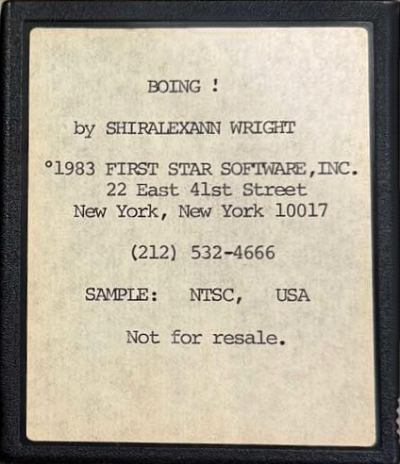 BOING !
by SHIRALEXANN WRIGHT
°1983 FIRST STAR SOFTWARE,INC.
22 East 41st Street
New York, New York 10017
(212) 532-4666
SAMPLE: NTSC, USA
Not for resale.